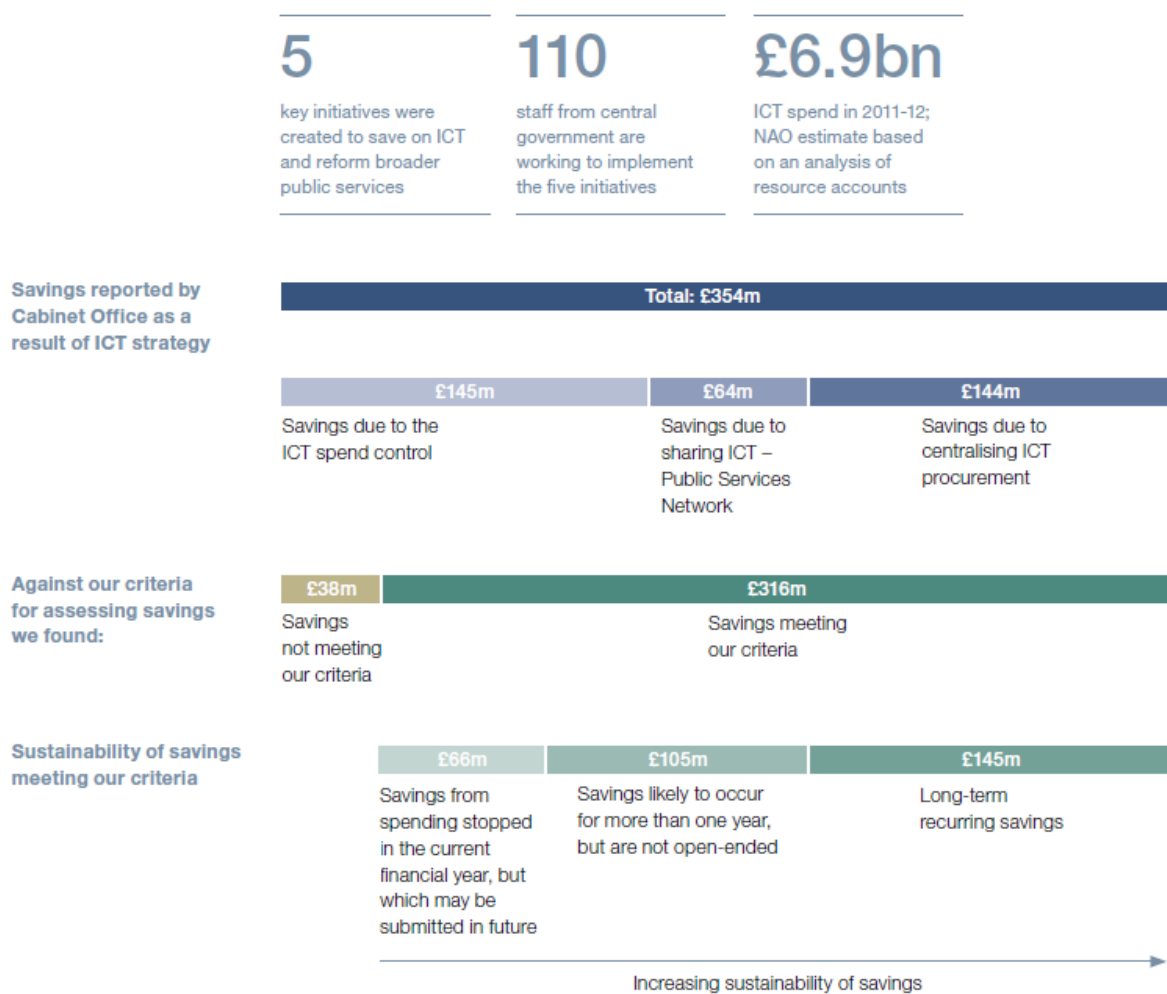 5
key initiatives were
created to save on ICT
and reform broader
public services
110
staff from central
government are
working to implement
the five initiatives
£6.9bn
ICT spend in 2011-12;
NAO estimate based
on an analysis of
resource accounts
Savings reported by
Cabinet Office as a
result of ICT strategy
Total: £354m
£145m
Savings due to the
ICT spend control
£64m
Savings due to
sharing ICT –
Public Services
Network
£144m
Savings due to
centralising ICT
procurement
Against our criteria
for assessing savings
we found:
£38m
Savings
not meeting
our criteria
£316m
Savings meeting
our criteria
Sustainability of savings
meeting our criteria
£66m
Savings from
spending stopped
in the current
financial year, but
which may be
submitted in future
£105m
Savings likely to occur
for more than one year,
but are not open-ended
£145m
Long-term
recurring savings
Increasing sustainability of savings